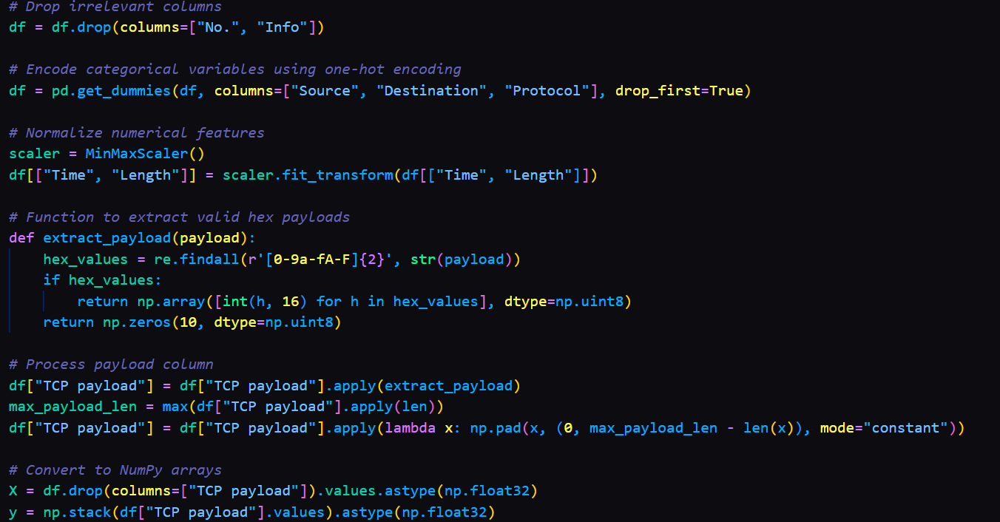 # Drop irrelevant columns
df = df.drop(columns=["No.", "Info"])
# Encode categorical variables using one-hot encoding
df = pd.get_dummies(df, columns=["Source", "Destination", "Protocol"], drop_first=True)
# Normalize numerical features
scaler = MinMaxScaler()
df[["Time", "Length"]] = scaler.fit_transform(df[["Time", "Length"]])
# Function to extract valid hex payloads
def extract_payload(payload):
    hex_values = re.findall(r'[0-9a-fA-F]{2}', str(payload))
    if hex_values:
        return np.array([int(h, 16) for h in hex_values], dtype=np.uint8)
    return np.zeros(10, dtype=np.uint8)
# Process payload column
df["TCP payload"] = df["TCP payload"].apply(extract_payload)
max_payload_len = max(df["TCP payload"].apply(len))
df["TCP payload"] = df["TCP payload"].apply(lambda x: np.pad(x, (0, max_payload_len - len(x)), mode="constant"))
# Convert to NumPy arrays
X = df.drop(columns=["TCP payload"]).values.astype(np.float32)
y = np.stack(df["TCP payload"].values).astype(np.float32)